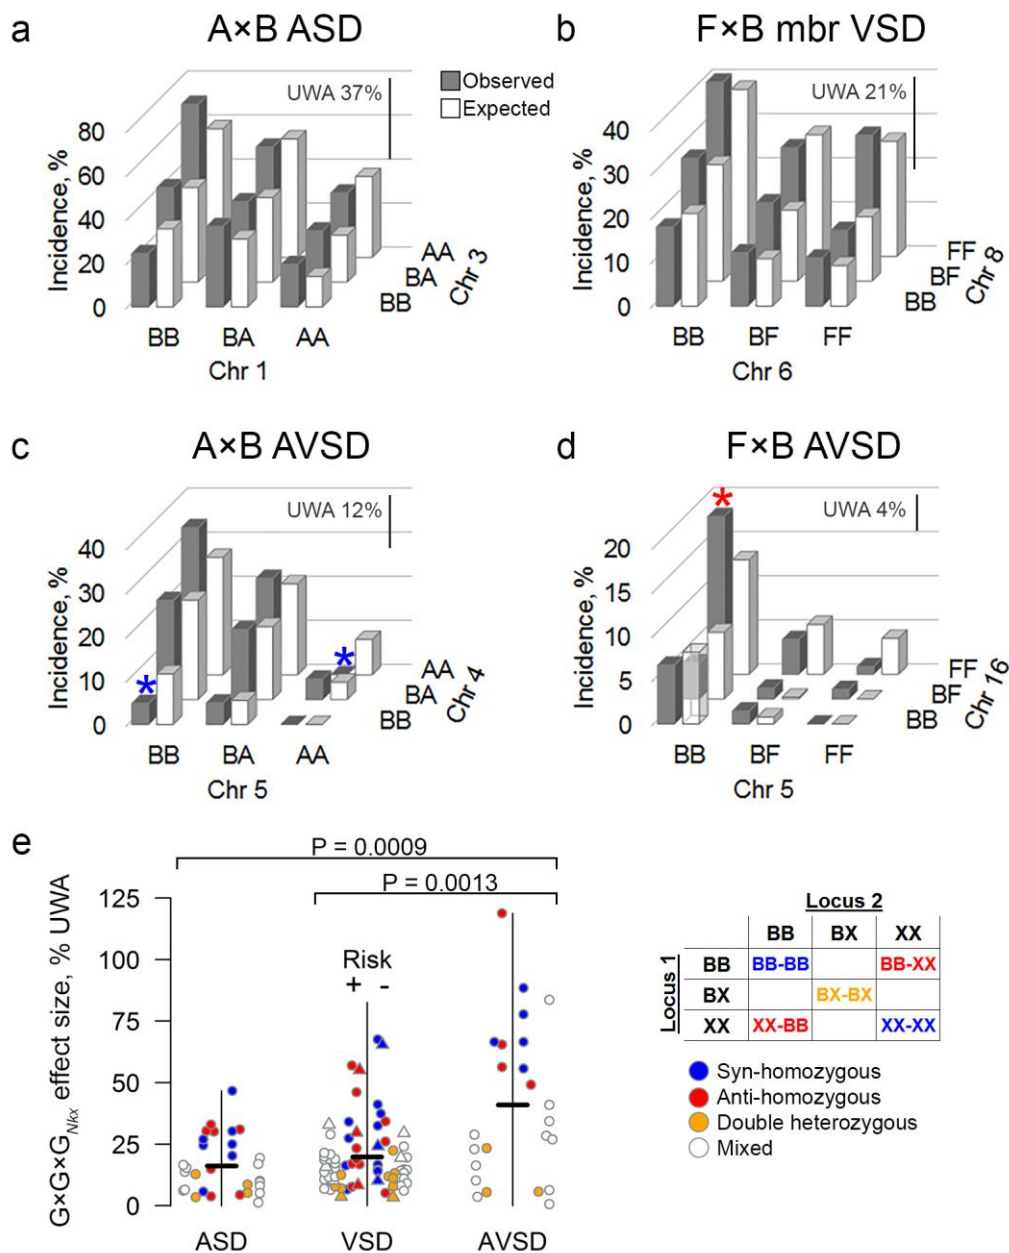 a
A×B ASD
UWA 37%
Observed
Expected
Incidence, %
80
60
40
20
0
BB
BA
AA
Chr 1
AA
BA
BB
Chr 3
b
F×B mbr VSD
UWA 21%
Incidence, %
40
30
20
10
0
BB
BF
FF
Chr 6
FF
BF
BB
Chr 8
c
A×B AVSD
UWA 12%
Incidence, %
40
30
20
10
0
*
*
BB
BA
AA
Chr 5
AA
BA
BB
Chr 4
d
F×B AVSD
UWA 4%
Incidence, %
20
15
10
5
0
*
BB
BF
FF
Chr 5
FF
BF
BB
Chr 16
e
P = 0.0009
P = 0.0013
G×G×G Nkx effect size, % UWA
125
100
75
50
25
0
Risk
+ -
ASD
VSD
AVSD
Locus 2
BB BX XX
Locus 1
BB BB-BB BB-XX
BX BX-BX
XX XX-BB XX-XX
Syn-homozygous
Anti-homozygous
Double heterozygous
Mixed